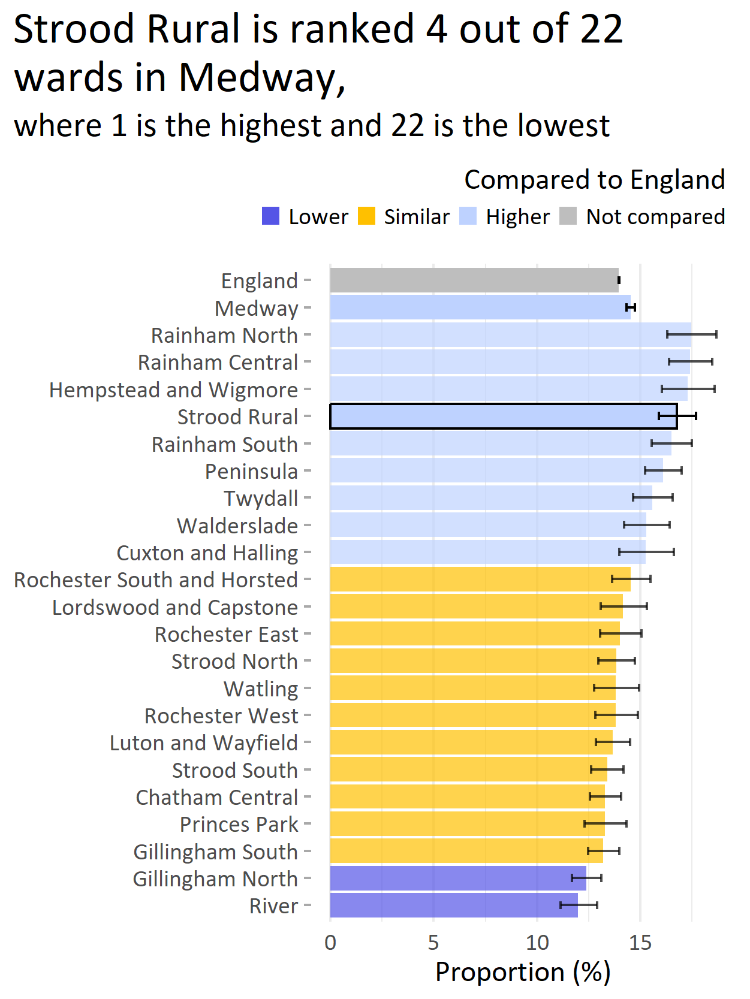 Strood Rural is ranked 4 out of 22
wards in Medway,
where 1 is the highest and 22 is the lowest
Compared to England
Lower Similar Higher Not compared
England
Medway
Rainham North
Rainham Central
Hempstead and Wigmore
Strood Rural
Rainham South
Peninsula
Twydall
Walderslade
Cuxton and Halling
Rochester South and Horsted
Lordswood and Capstone
Rochester East
Strood North
Watling
Rochester West
Luton and Wayfield
Strood South
Chatham Central
Princes Park
Gillingham South
Gillingham North
River
0 5 10 15
Proportion (%)